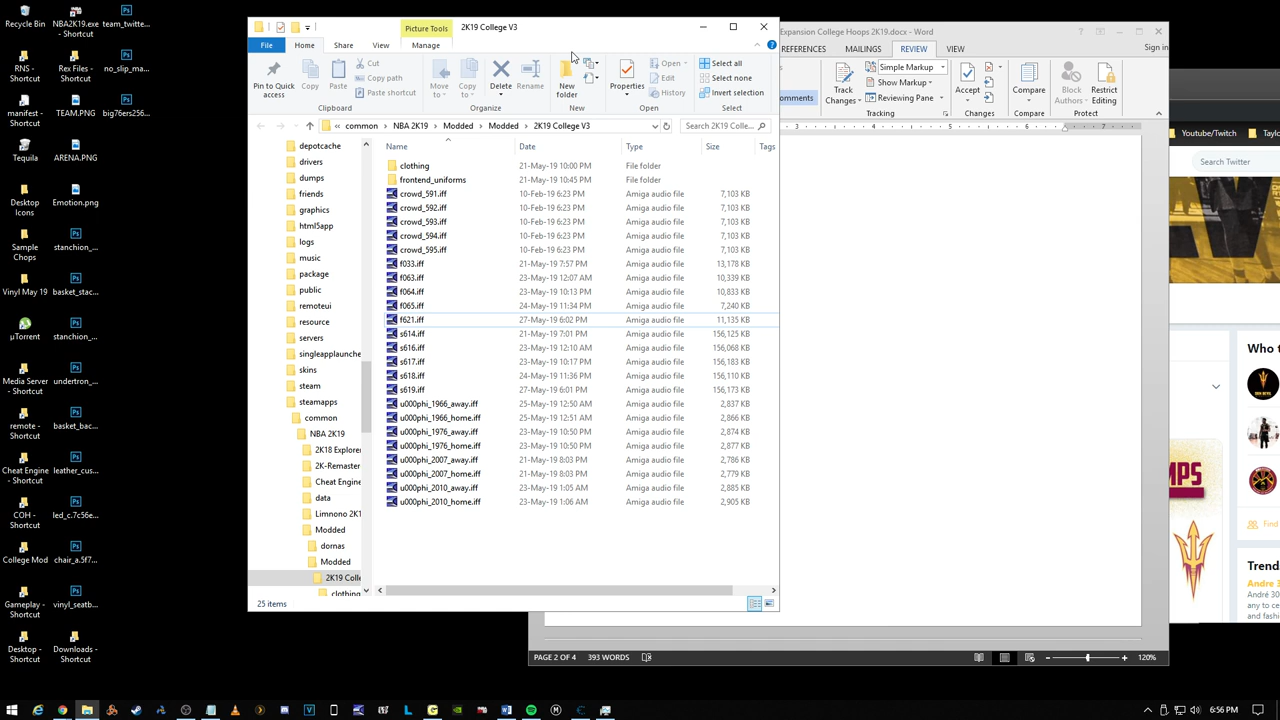 Recycle Bin
NBA2K19.exe - Shortcut
team_twitte...
RNS - Shortcut
Rex Files - Shortcut
no_slip_ma...
manifest - Shortcut
TEAM.PNG
big76ers256...
Tequila
ARENA.PNG
Desktop Icons
Emotion.png
Sample Chops
stanchion_...
Vinyl May 19
basket_stac...
µTorrent
stanchion_...
Media Server - Shortcut
undertron_...
remote - Shortcut
basket_bac...
Cheat Engine - Shortcut
leather_cus...
COH - Shortcut
led_c.7c56e...
College Mod
chair_a.5f7...
Gameplay - Shortcut
vinyl_seatb...
Desktop - Shortcut
Downloads - Shortcut
Picture Tools
2K19 College V3
File
Home
Share
View
Manage
Pin to Quick access
Copy
Paste
Cut
Copy path
Paste shortcut
Clipboard
Move to
Copy to
Delete
Rename
Organize
New folder
New
Properties
Open
Edit
History
Open
Select all
Select none
Invert selection
Select
« common > NBA 2K19 > Modded > Modded > 2K19 College V3
Search 2K19 Colle...
depotcache
drivers
dumps
friends
graphics
html5app
logs
music
package
public
remoteui
resource
servers
singleapplaunche
skins
steam
steamapps
common
NBA 2K19
2K18 Explorer
2K-Remaster
Cheat Engine
data
Limnono 2K1
Modded
dornas
Modded
2K19 Colle
clothing
Name Date Type Size Tags
clothing 21-May-19 10:00 PM File folder
frontend_uniforms 21-May-19 10:45 PM File folder
crowd_591.iff 10-Feb-19 6:23 PM Amiga audio file 7,103 KB
crowd_592.iff 10-Feb-19 6:23 PM Amiga audio file 7,103 KB
crowd_593.iff 10-Feb-19 6:23 PM Amiga audio file 7,103 KB
crowd_594.iff 10-Feb-19 6:23 PM Amiga audio file 7,103 KB
crowd_595.iff 10-Feb-19 6:23 PM Amiga audio file 7,103 KB
f033.iff 21-May-19 7:57 PM Amiga audio file 13,178 KB
f063.iff 23-May-19 12:07 AM Amiga audio file 10,339 KB
f064.iff 23-May-19 10:13 PM Amiga audio file 10,833 KB
f065.iff 24-May-19 11:34 PM Amiga audio file 7,240 KB
f621.iff 27-May-19 6:02 PM Amiga audio file 11,135 KB
s614.iff 21-May-19 7:01 PM Amiga audio file 156,125 KB
s616.iff 23-May-19 12:10 AM Amiga audio file 156,068 KB
s617.iff 23-May-19 10:17 PM Amiga audio file 156,183 KB
s618.iff 24-May-19 11:36 PM Amiga audio file 156,110 KB
s619.iff 27-May-19 6:01 PM Amiga audio file 156,173 KB
u000phi_1966_away.iff 25-May-19 12:50 AM Amiga audio file 2,837 KB
u000phi_1966_home.iff 25-May-19 12:51 AM Amiga audio file 2,866 KB
u000phi_1976_away.iff 23-May-19 10:50 PM Amiga audio file 2,874 KB
u000phi_1976_home.iff 23-May-19 10:50 PM Amiga audio file 2,877 KB
u000phi_2007_away.iff 21-May-19 8:03 PM Amiga audio file 2,786 KB
u000phi_2007_home.iff 21-May-19 8:03 PM Amiga audio file 2,779 KB
u000phi_2010_away.iff 23-May-19 1:05 AM Amiga audio file 2,885 KB
u000phi_2010_home.iff 23-May-19 1:06 AM Amiga audio file 2,905 KB
25 items
Expansion College Hoops 2K19.docx - Word
REFERENCES
MAILINGS
REVIEW
VIEW
Sign in
omments
Track Changes
Simple Markup
Show Markup
Reviewing Pane
Tracking
Accept
Changes
Compare
Compare
Block Authors
Restrict Editing
Protect
3 4 5 6 7
PAGE 2 OF 4
393 WORDS
120%
Youtube/Twitch
Taylo
Search Twitter
Who t
MPS
Find
Trend
Andre 30
André 30
any to ce
and fashio
6:56 PM